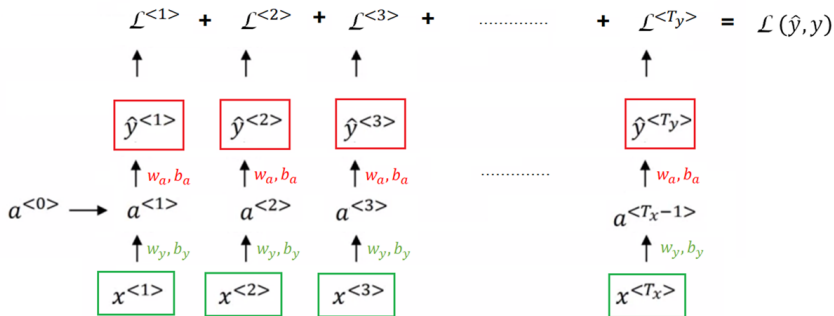 ℒ<1> + ℒ<2> + ℒ<3> + .............. + ℒ<Ty> = ℒ (ŷ, y)
ŷ<1> ŷ<2> ŷ<3> ŷ<Ty>
wa, ba wa, ba wa, ba .............. wa, ba
a<0> a<1> a<2> a<3> a<Tx−1>
wy, by wy, by wy, by wy, by
x<1> x<2> x<3> x<Tx>